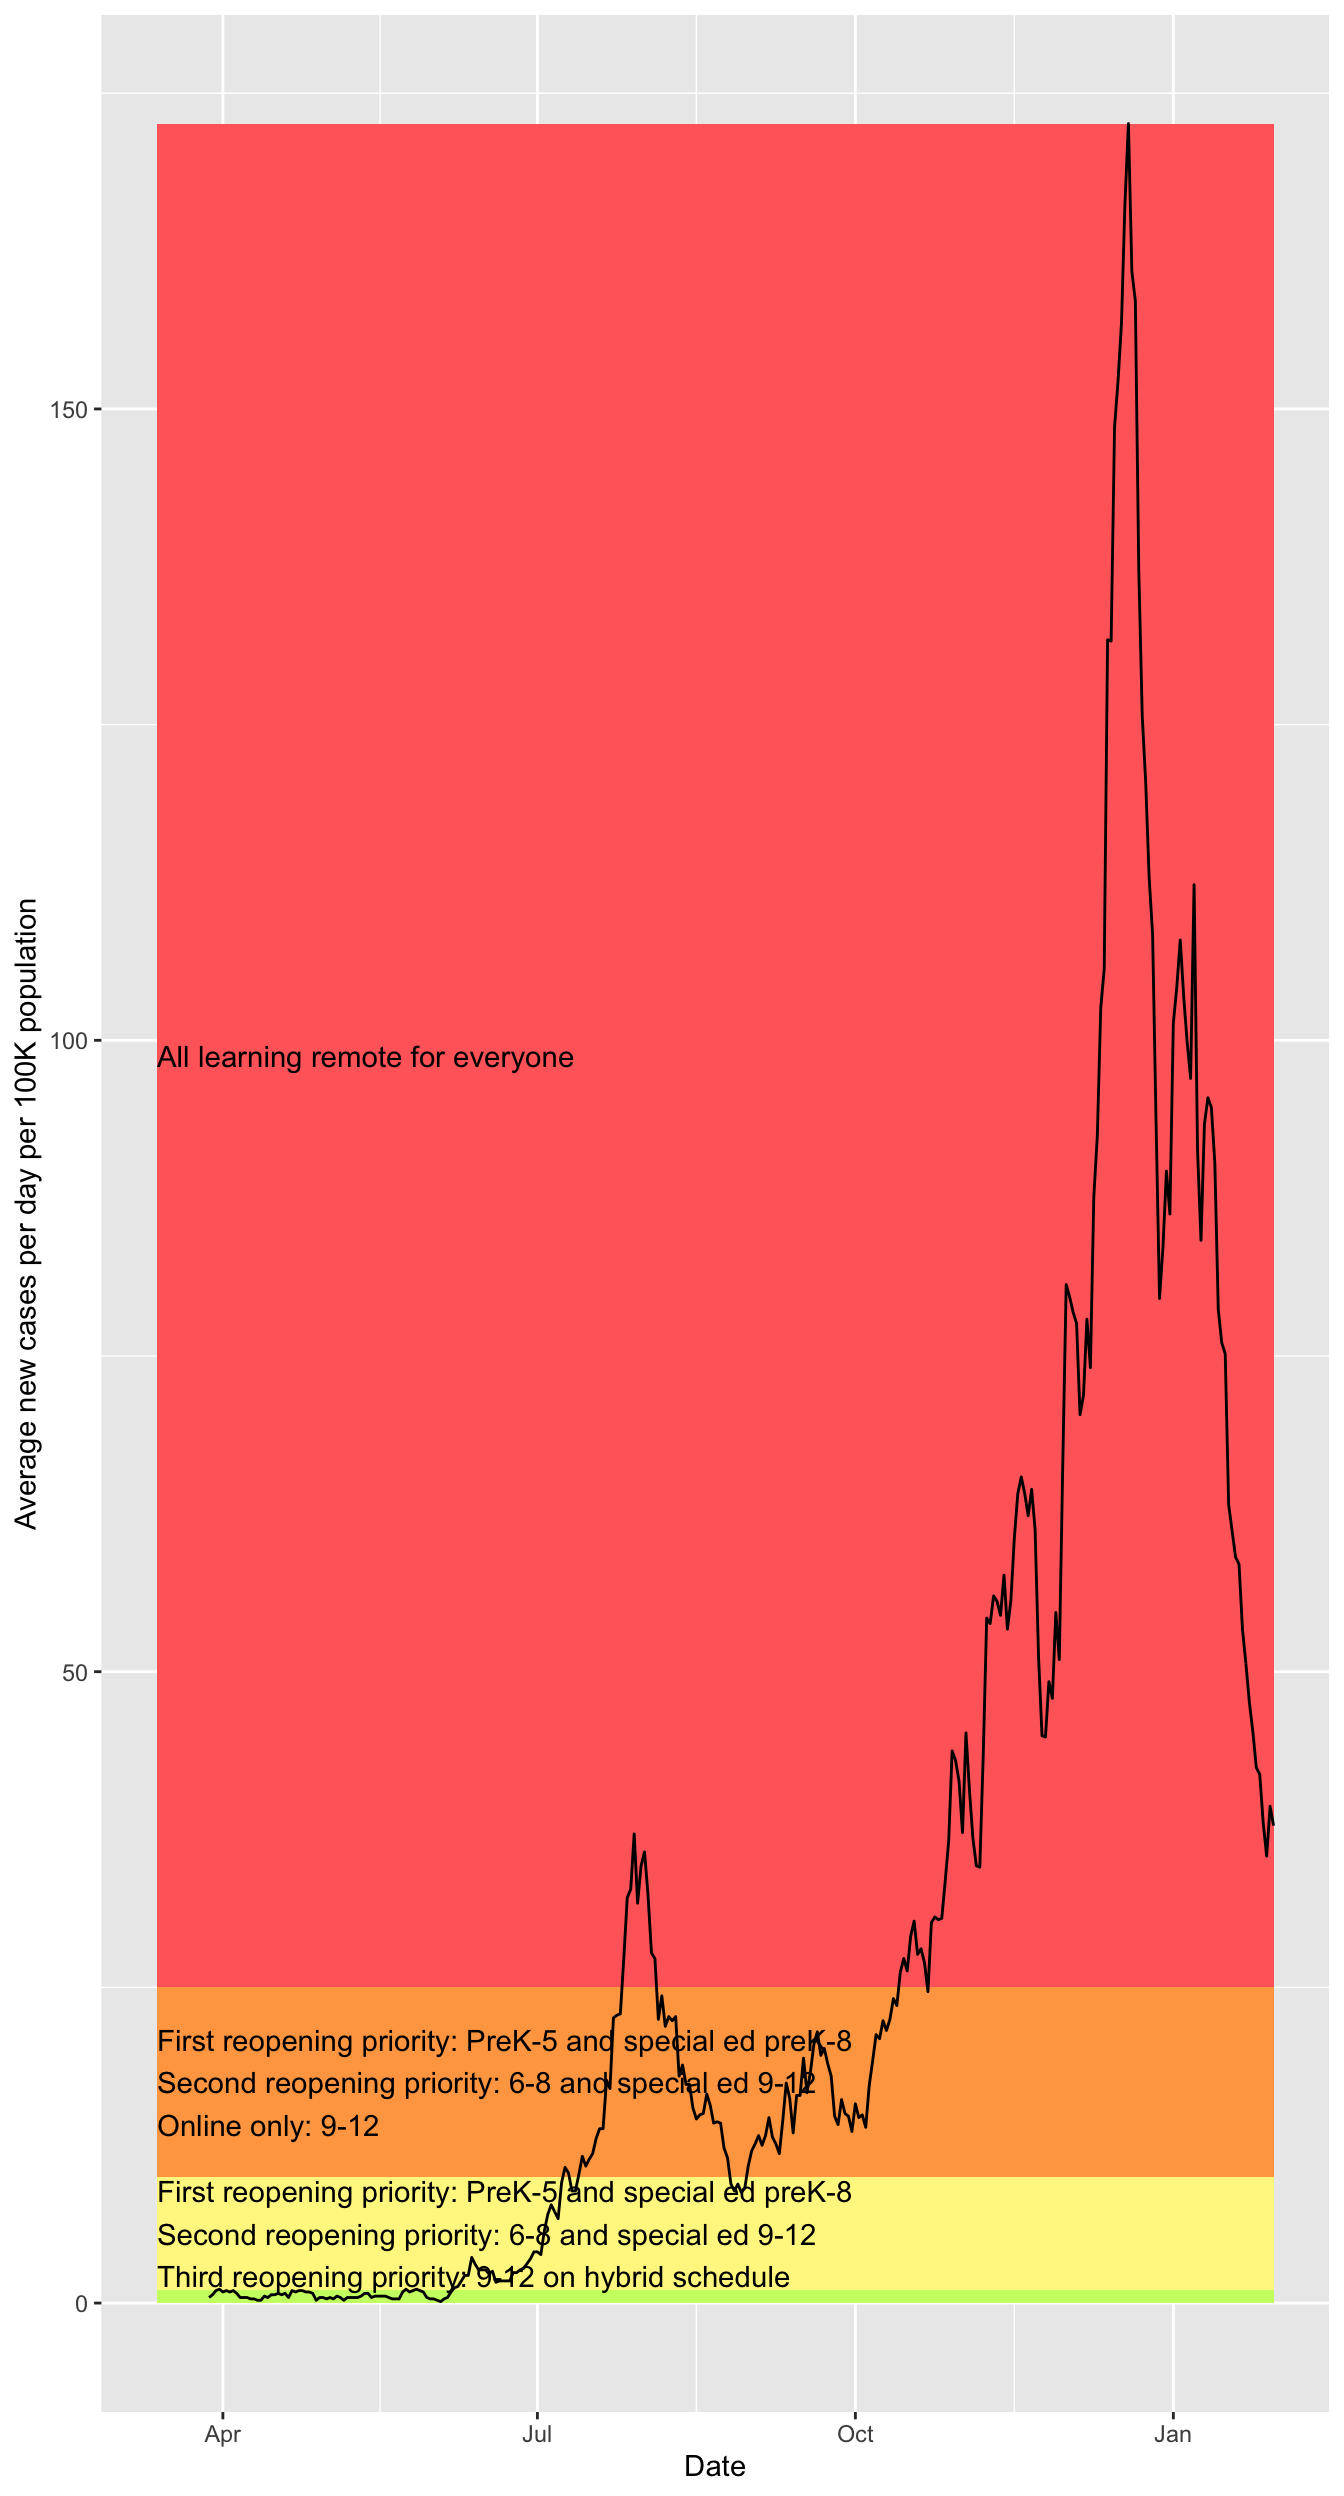 150
100
50
0
Average new cases per day per 100K population
All learning remote for everyone
First reopening priority: PreK-5 and special ed preK-8
Second reopening priority: 6-8 and special ed 9-12
Online only: 9-12
First reopening priority: PreK-5 and special ed preK-8
Second reopening priority: 6-8 and special ed 9-12
Third reopening priority: 9-12 on hybrid schedule
Apr
Jul
Oct
Jan
Date